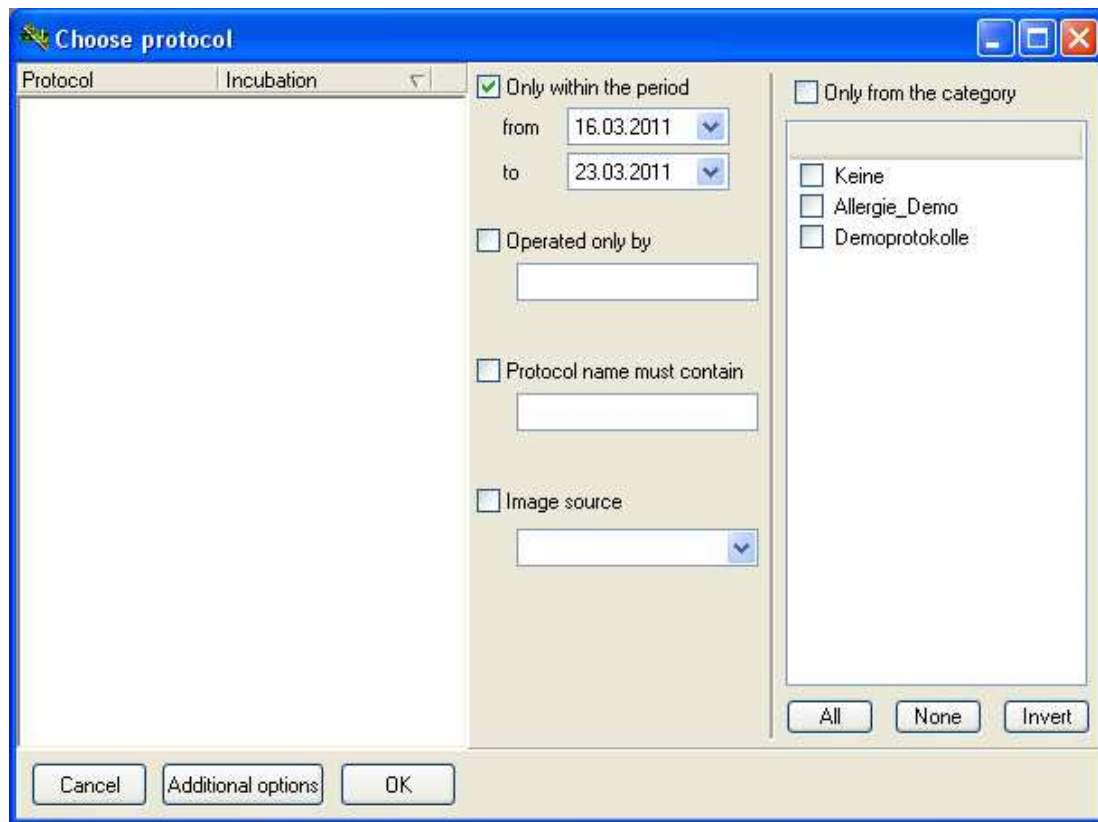 Choose protocol
Protocol Incubation
Only within the period
from 16.03.2011
to 23.03.2011
Operated only by
Protocol name must contain
Image source
Only from the category
Keine
Allergie_Demo
Demoprotokolle
All None Invert
Cancel Additional options OK